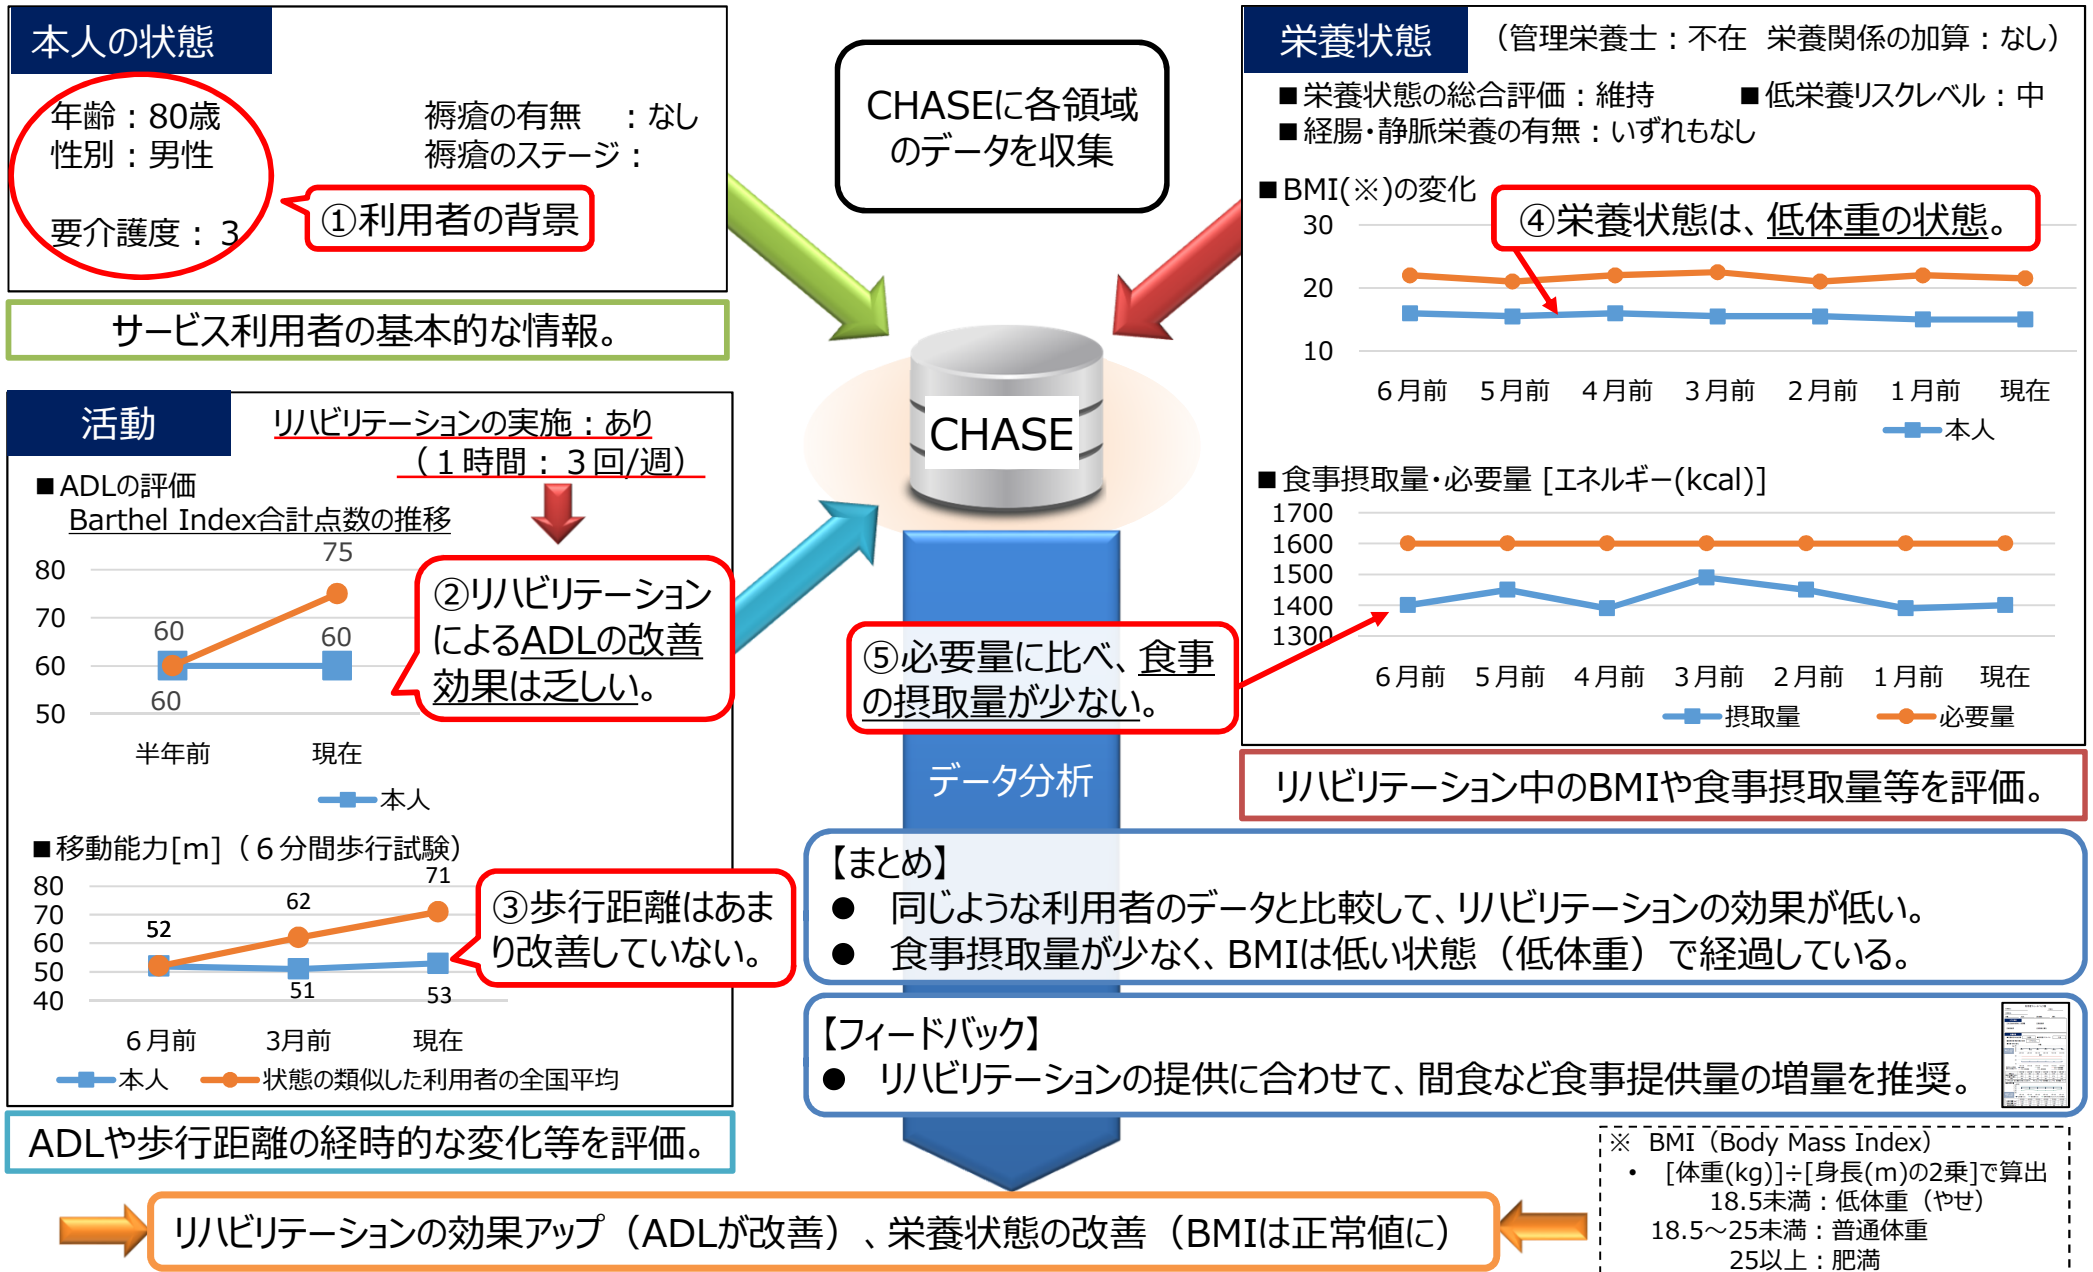 本人の状態
年齢：80歳
性別：男性
要介護度：３
褥瘡の有無　：なし
褥瘡のステージ：
①利用者の背景
サービス利用者の基本的な情報。
CHASEに各領域
のデータを収集
栄養状態
（管理栄養士：不在 栄養関係の加算：なし）
■栄養状態の総合評価：維持
■低栄養リスクレベル：中
■経腸・静脈栄養の有無：いずれもなし
■BMI(※)の変化
④栄養状態は、低体重の状態。
30
20
10
６月前 ５月前 ４月前 ３月前 ２月前 １月前 現在
本人
■食事摂取量・必要量 [エネルギー(kcal)]
1700
1600
1500
1400
1300
６月前 ５月前 ４月前 ３月前 ２月前 １月前 現在
摂取量 必要量
⑤必要量に比べ、食事
の摂取量が少ない。
リハビリテーション中のBMIや食事摂取量等を評価。
CHASE
データ分析
活動
リハビリテーションの実施：あり
（１時間：３回/週）
■ADLの評価
Barthel Index合計点数の推移
80
70
60
50
75
60
60
60
半年前 現在
本人
②リハビリテーション
によるADLの改善
効果は乏しい。
■移動能力[m]（６分間歩行試験）
80
70
60
50
40
52
62
71
51
53
６月前 3月前 現在
本人 状態の類似した利用者の全国平均
③歩行距離はあま
り改善していない。
ADLや歩行距離の経時的な変化等を評価。
【まとめ】
● 同じような利用者のデータと比較して、リハビリテーションの効果が低い。
● 食事摂取量が少なく、BMIは低い状態（低体重）で経過している。
【フィードバック】
● リハビリテーションの提供に合わせて、間食など食事提供量の増量を推奨。
リハビリテーションの効果アップ（ADLが改善）、栄養状態の改善（BMIは正常値に）
※ BMI（Body Mass Index）
・ [体重(kg)]÷[身長(m)の2乗]で算出
18.5未満：低体重（やせ）
18.5～25未満：普通体重
25以上：肥満